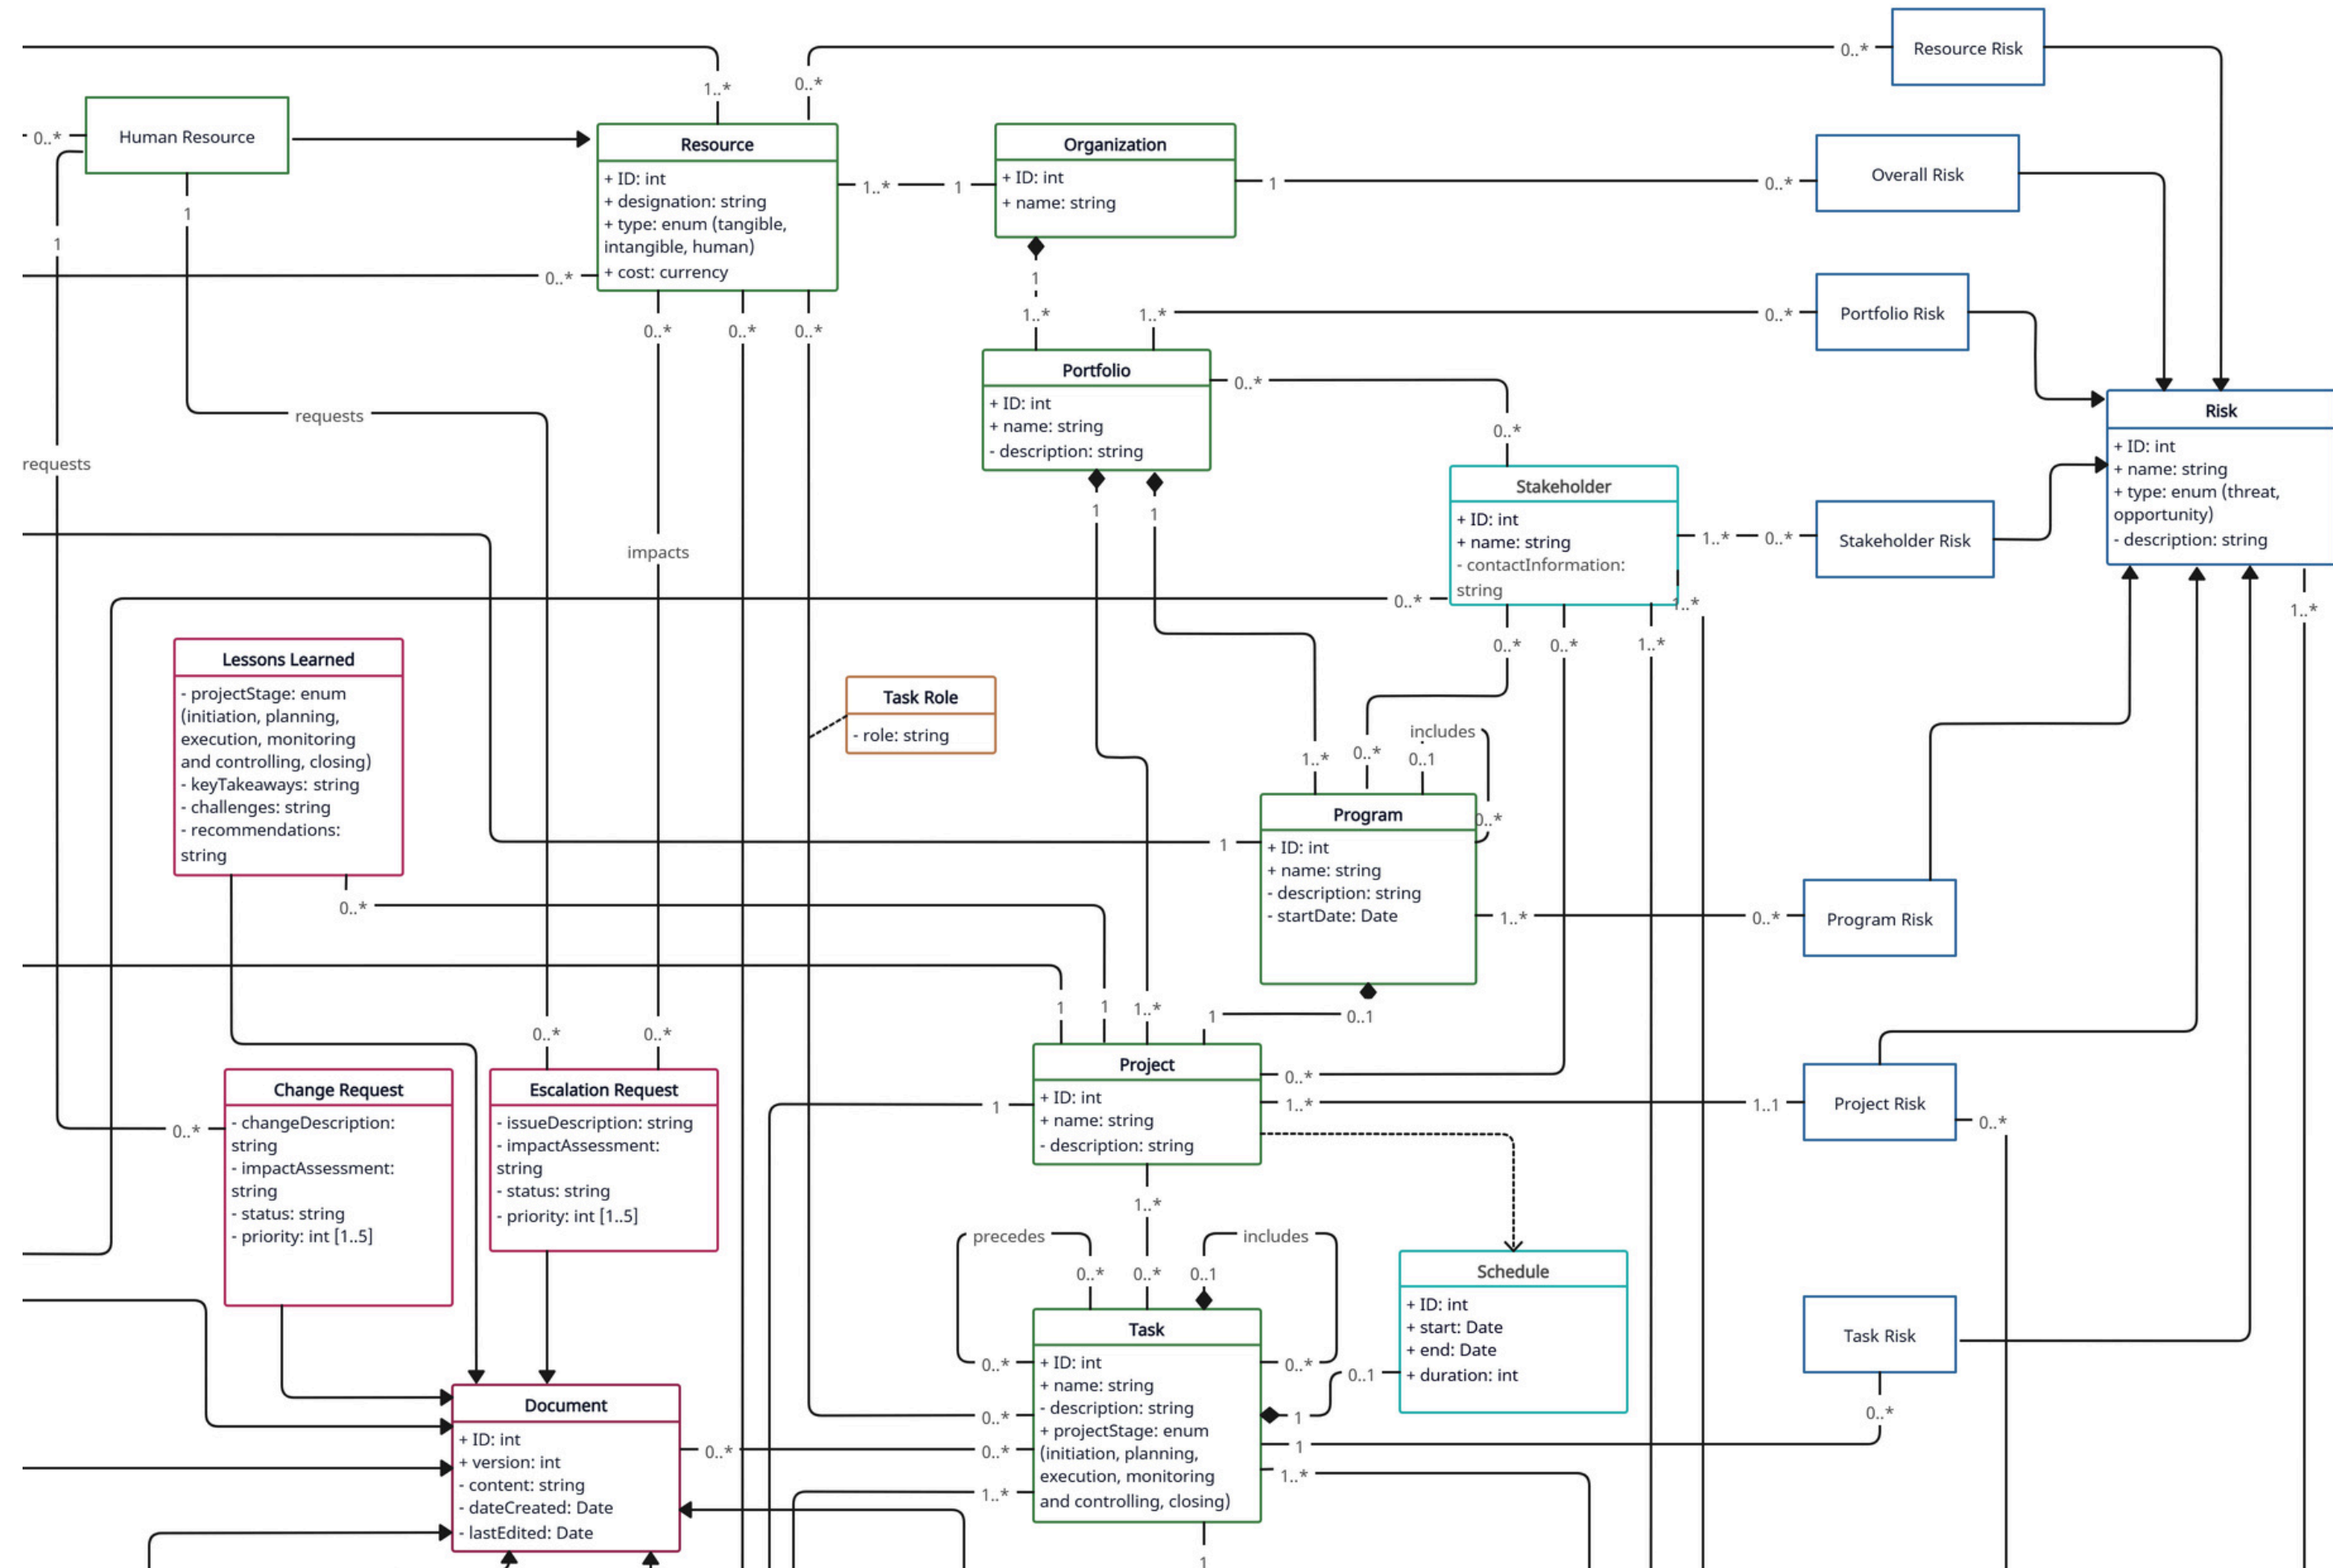 Resource Risk
0..*
1..*
0..*
Human Resource
0..*
Resource
+ ID: int
+ designation: string
+ type: enum (tangible,
intangible, human)
+ cost: currency
1..*
1
Organization
+ ID: int
+ name: string
1
0..*
Overall Risk
1
1
0..*
1
1..*
1..*
0..*
Portfolio Risk
0..*
0..*
0..*
Portfolio
+ ID: int
+ name: string
- description: string
0..*
0..*
Risk
+ ID: int
+ name: string
+ type: enum (threat,
opportunity)
- description: string
requests
requests
impacts
1
1
Stakeholder
+ ID: int
+ name: string
- contactInformation:
string
1..*
0..*
Stakeholder Risk
0..*
1..*
1..*
0..*
0..*
1..*
Lessons Learned
- projectStage: enum
(initiation, planning,
execution, monitoring
and controlling, closing)
- keyTakeaways: string
- challenges: string
- recommendations:
string
Task Role
- role: string
includes
1..*
0..*
0..1
0..*
Program
+ ID: int
+ name: string
- description: string
- startDate: Date
1
0..*
1..*
0..*
Program Risk
0..*
0..*
1
1
1..*
1
0..1
Change Request
- changeDescription:
string
- impactAssessment:
string
- status: string
- priority: int [1..5]
0..*
Escalation Request
- issueDescription: string
- impactAssessment:
string
- status: string
- priority: int [1..5]
1
Project
+ ID: int
+ name: string
- description: string
0..*
1..*
1..1
Project Risk
0..*
1..*
precedes
includes
0..*
0..*
0..1
Schedule
+ ID: int
+ start: Date
+ end: Date
+ duration: int
Task
+ ID: int
+ name: string
- description: string
+ projectStage: enum
(initiation, planning,
execution, monitoring
and controlling, closing)
0..*
0..*
0..1
0..*
1
0..*
0..*
1
1..*
1..*
1
Task Risk
0..*
Document
+ ID: int
+ version: int
- content: string
- dateCreated: Date
- lastEdited: Date